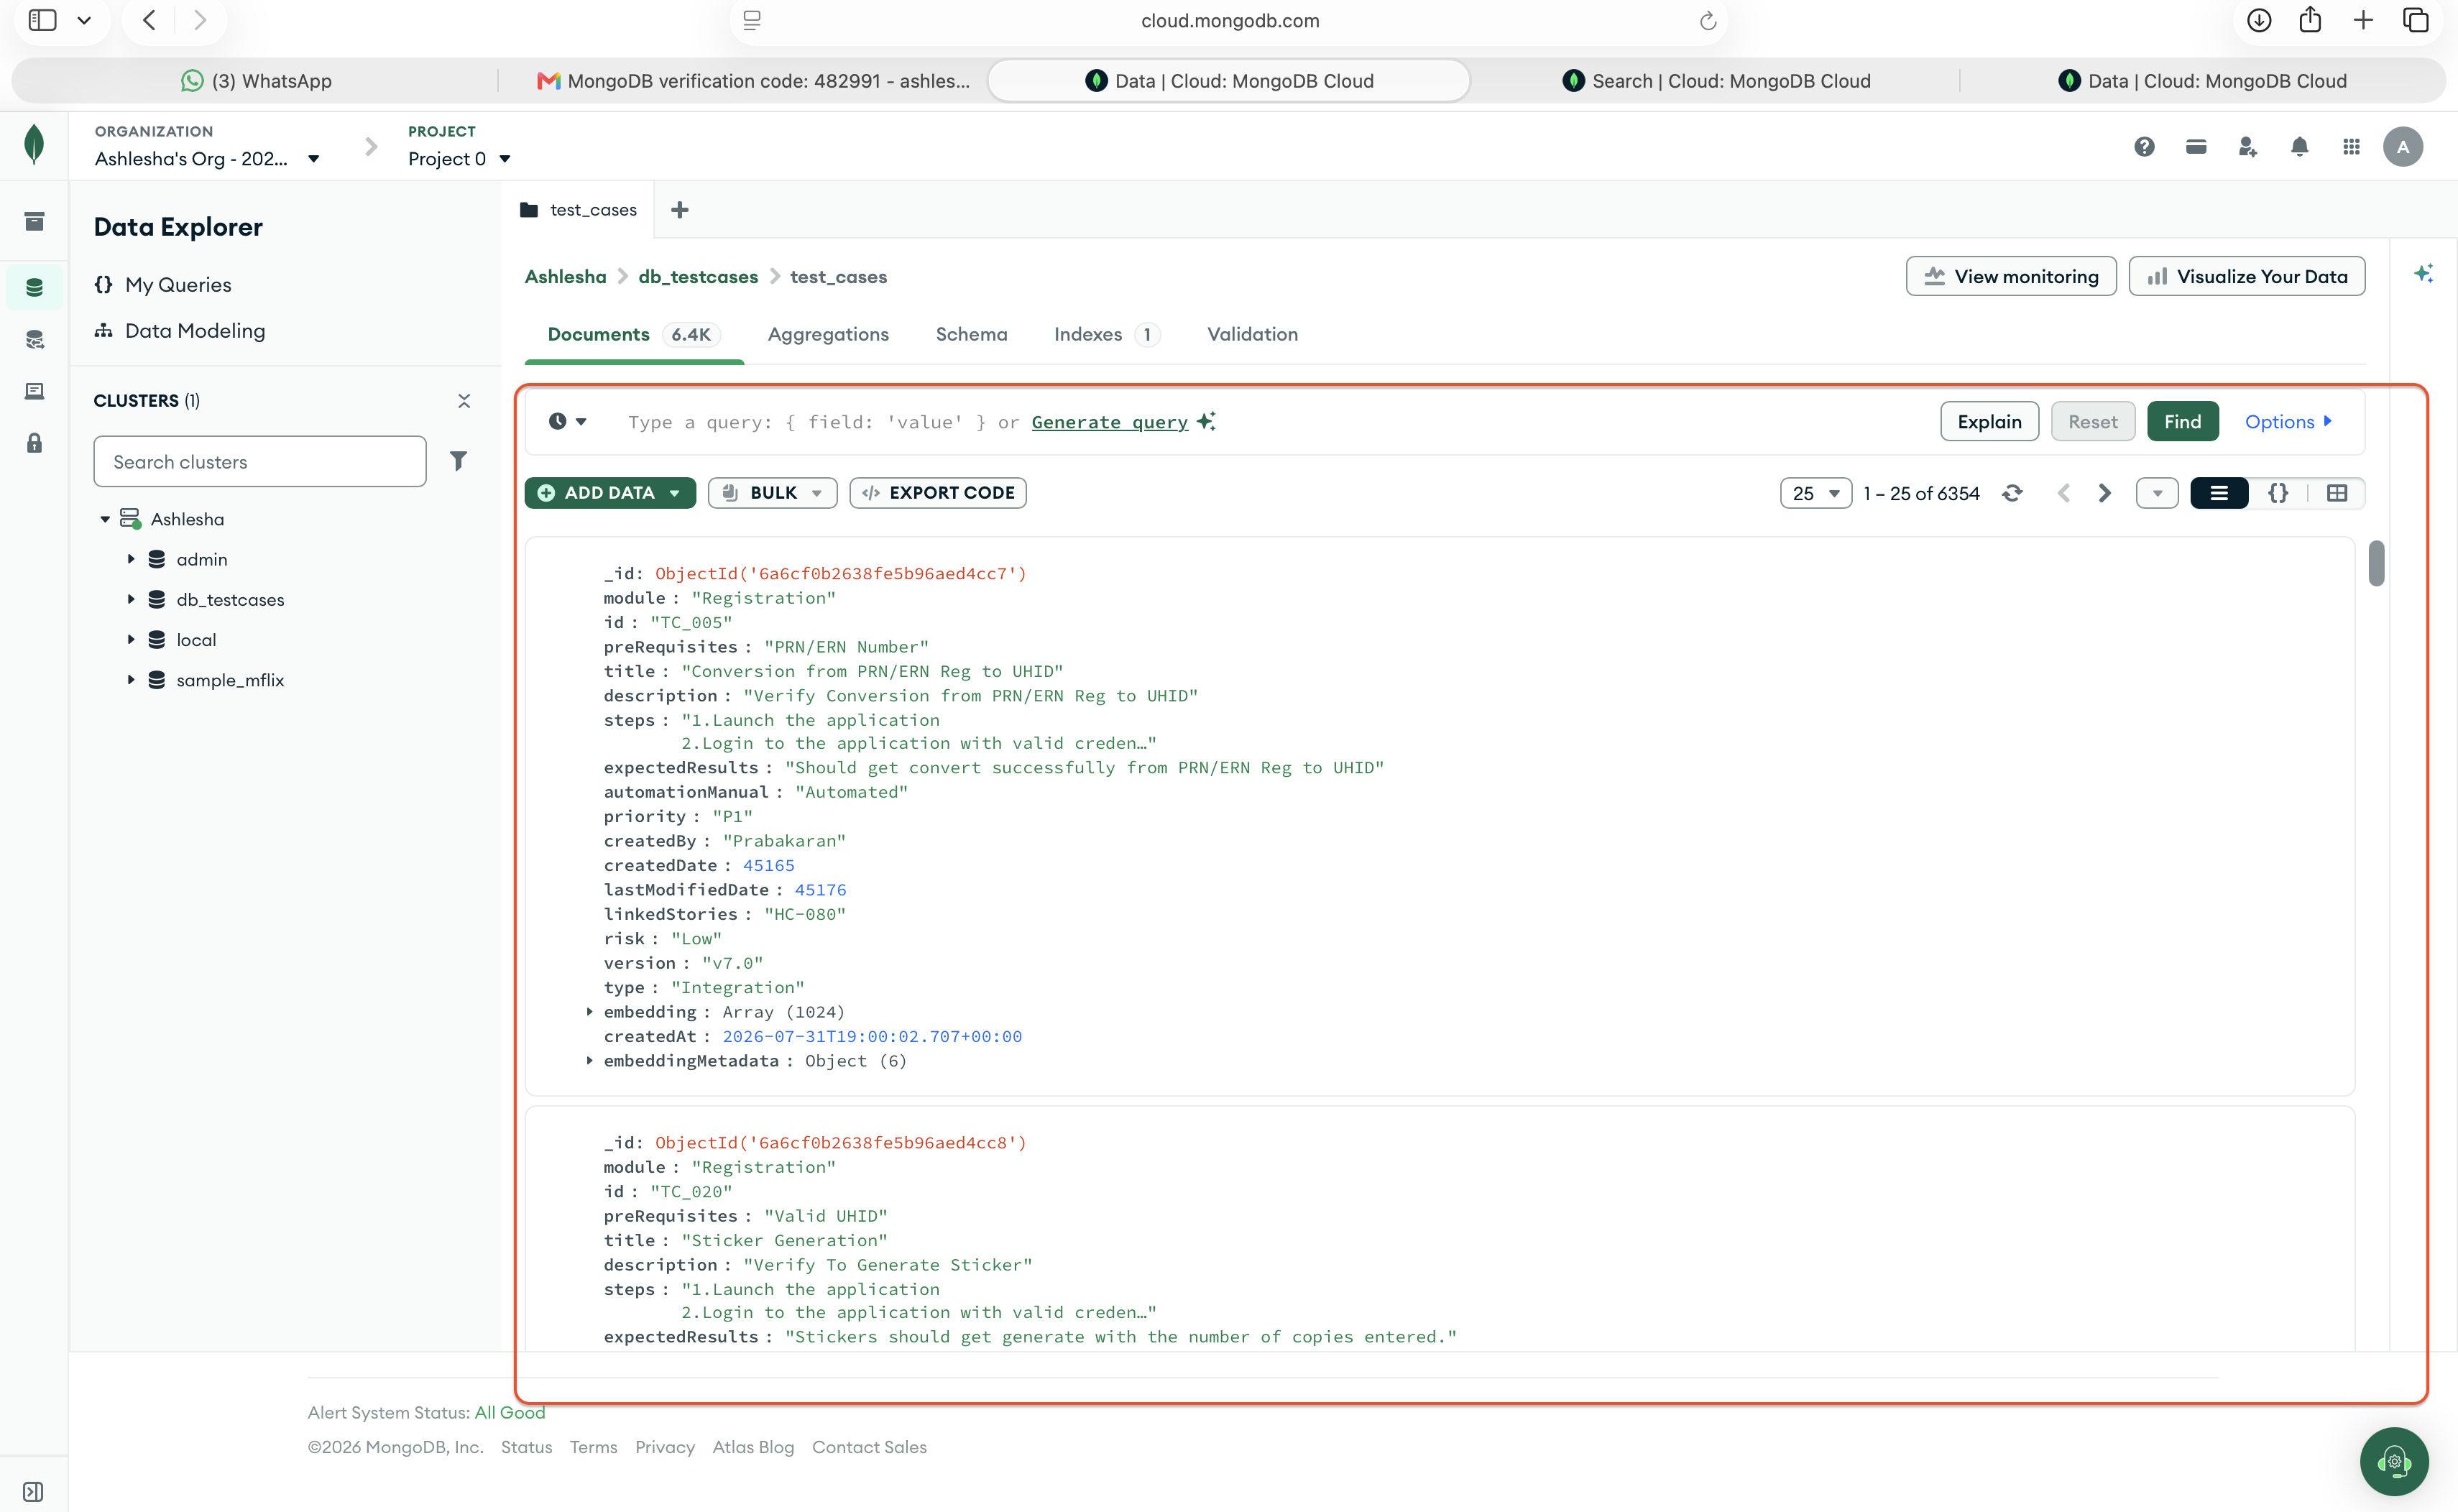 cloud.mongodb.com
(3) WhatsApp
MongoDB verification code: 482991 - ashles...
Data | Cloud: MongoDB Cloud
Search | Cloud: MongoDB Cloud
Data | Cloud: MongoDB Cloud
ORGANIZATION
Ashlesha's Org - 202...
PROJECT
Project 0
A
Data Explorer
My Queries
Data Modeling
CLUSTERS (1)
Search clusters
Ashlesha
admin
db_testcases
local
sample_mflix
test_cases
Ashlesha > db_testcases > test_cases
View monitoring
Visualize Your Data
Documents 6.4K
Aggregations
Schema
Indexes 1
Validation
Type a query: { field: 'value' } or Generate query
Explain
Reset
Find
Options
ADD DATA
BULK
EXPORT CODE
25
1 – 25 of 6354
_id: ObjectId('6a6cf0b2638fe5b96aed4cc7')
module : "Registration"
id : "TC_005"
preRequisites : "PRN/ERN Number"
title : "Conversion from PRN/ERN Reg to UHID"
description : "Verify Conversion from PRN/ERN Reg to UHID"
steps : "1.Launch the application
2.Login to the application with valid creden…"
expectedResults : "Should get convert successfully from PRN/ERN Reg to UHID"
automationManual : "Automated"
priority : "P1"
createdBy : "Prabakaran"
createdDate : 45165
lastModifiedDate : 45176
linkedStories : "HC-080"
risk : "Low"
version : "v7.0"
type : "Integration"
embedding : Array (1024)
createdAt : 2026-07-31T19:00:02.707+00:00
embeddingMetadata : Object (6)
_id: ObjectId('6a6cf0b2638fe5b96aed4cc8')
module : "Registration"
id : "TC_020"
preRequisites : "Valid UHID"
title : "Sticker Generation"
description : "Verify To Generate Sticker"
steps : "1.Launch the application
2.Login to the application with valid creden…"
expectedResults : "Stickers should get generate with the number of copies entered."
Alert System Status: All Good
©2026 MongoDB, Inc. Status Terms Privacy Atlas Blog Contact Sales